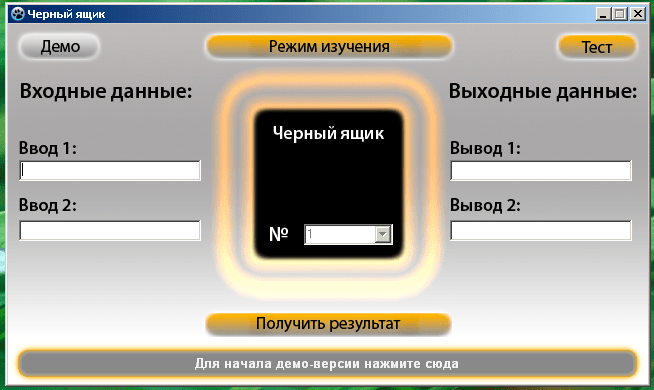 Черный ящик
Демо
Режим изучения
Тест
Входные данные:
Выходные данные:
Черный ящик
Ввод 1:
Вывод 1:
Ввод 2:
Вывод 2:
№ 1
Получить результат
Для начала демо-версии нажмите сюда